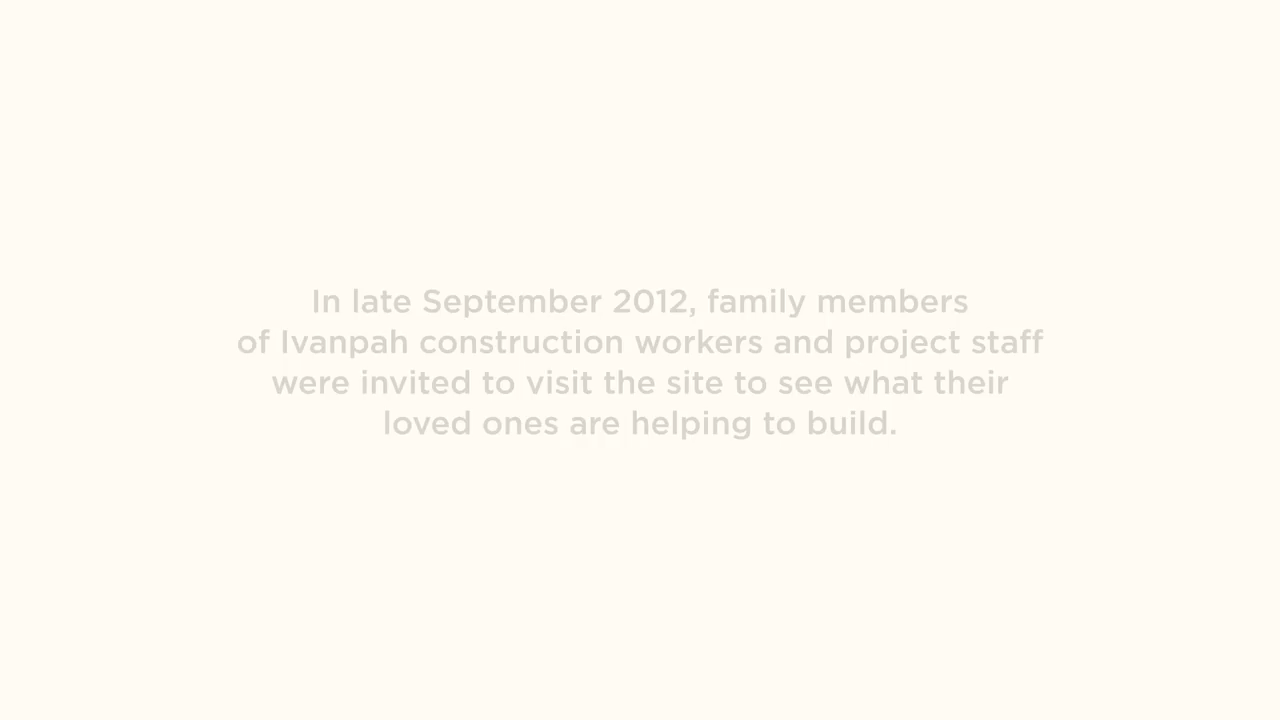 In late September 2012, family members
of Ivanpah construction workers and project staff
were invited to visit the site to see what their
loved ones are helping to build.